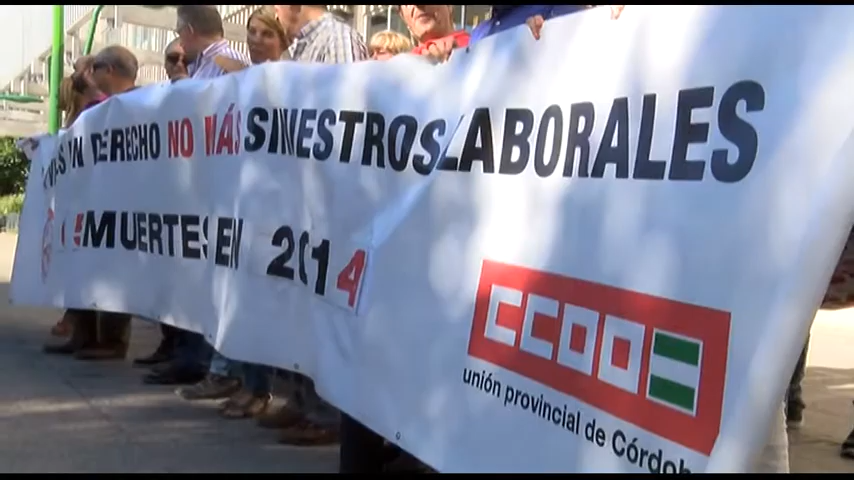 DERECHO NO MÁS SINIESTROS LABORALES
MUERTES EN 2014
CCOO
unión provincial de Córdob